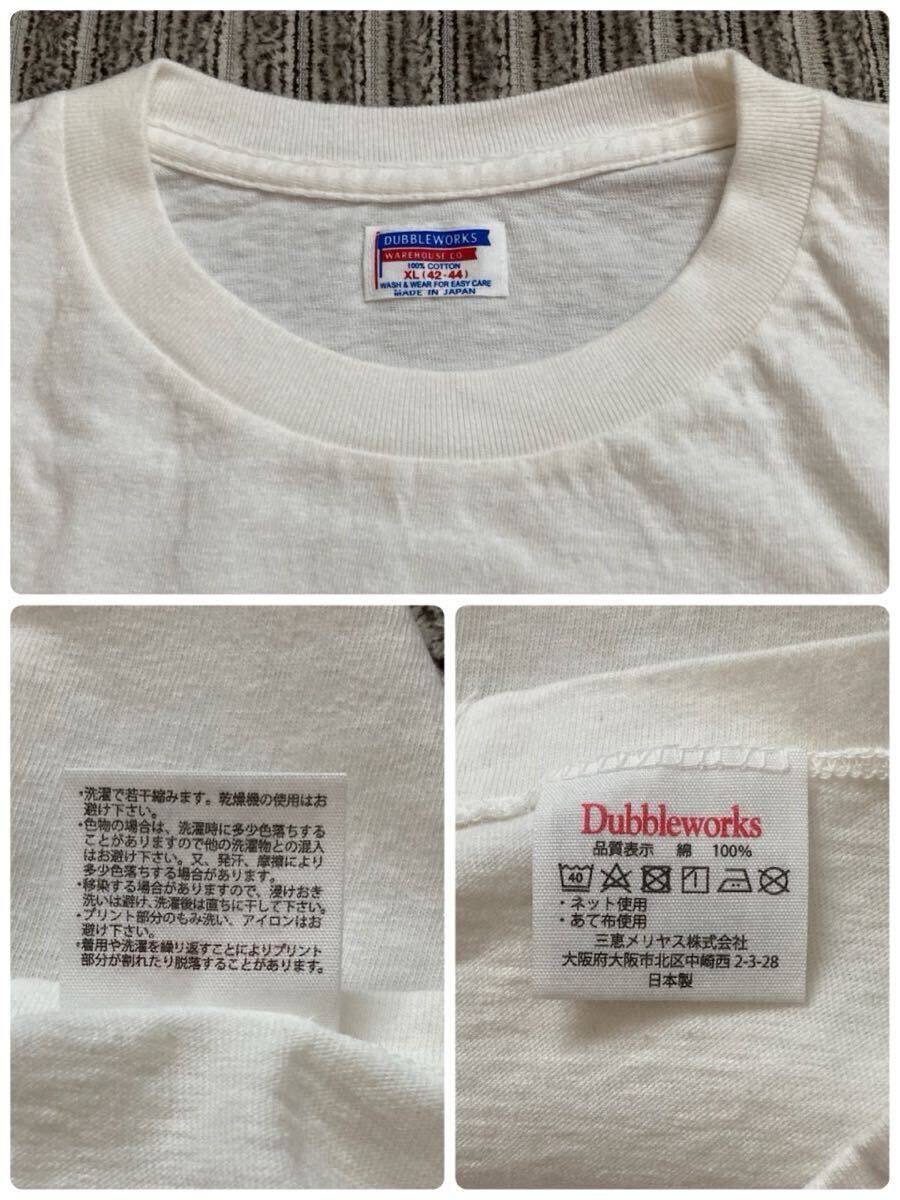 DUBBLEWORKS
WAREHOUSE CO.
100% COTTON
XL (42-44)
WASH & WEAR FOR EASY CARE
MADE IN JAPAN
・洗濯で若干縮みます。乾燥機の使用はお
避け下さい。
・色物の場合は、洗濯時に多少色落ちする
ことがありますので他の洗濯物との混入
はお避け下さい。又、発汗、摩擦により
多少色落ちする場合があります。
・移染する場合がありますので、浸けおき
洗いは避け、洗濯後は直ちに干して下さい。
・プリント部分のもみ洗い、アイロンはお
避け下さい。
・着用や洗濯を繰り返すことによりプリント
部分が割れたり脱落することがあります。
Dubbleworks
品質表示 綿 100%
40
・ネット使用
・あて布使用
三恵メリヤス株式会社
大阪府大阪市北区中崎西 2-3-28
日本製